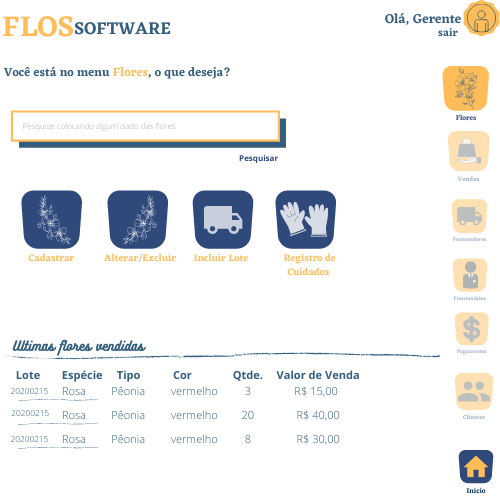 FLOSSOFTWARE
Olá, Gerente
sair
Você está no menu Flores, o que deseja?
Pesquise colocando algum dado das flores
Pesquisar
Cadastrar
Alterar/Excluir
Incluir Lote
Registro de
Cuidados
Flores
Vendas
Fornecedores
Funcionários
Pagamentos
Clientes
Início
Ultimas flores vendidas
Lote Espécie Tipo Cor Qtde. Valor de Venda
20200215 Rosa Pêonia vermelho 3 R$ 15,00
20200215 Rosa Pêonia vermelho 20 R$ 40,00
20200215 Rosa Pêonia vermelho 8 R$ 30,00